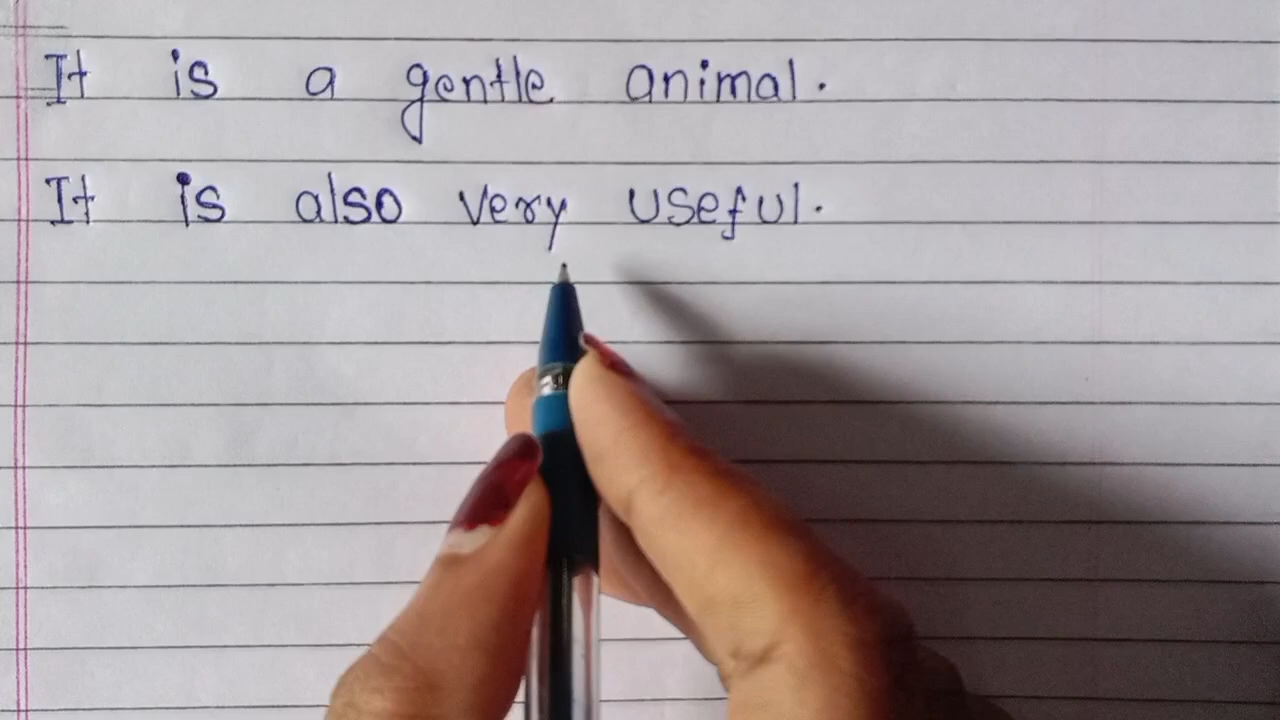 It is a gentle animal.
It is also very useful.